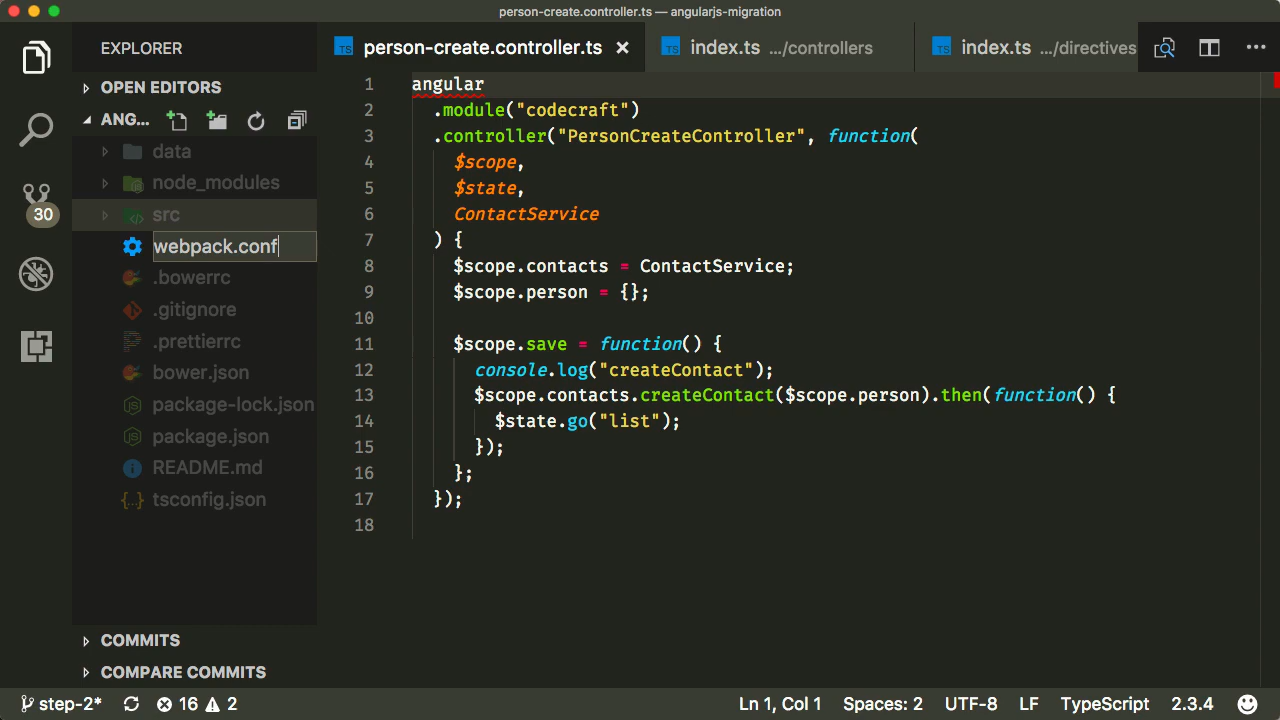 person-create.controller.ts — angularjs-migration
EXPLORER
OPEN EDITORS
ANG...
data
node_modules
src
webpack.conf
.bowerrc
.gitignore
.prettierrc
bower.json
package-lock.json
package.json
README.md
tsconfig.json
COMMITS
COMPARE COMMITS
30
TS person-create.controller.ts
TS index.ts .../controllers
TS index.ts .../directives
1 angular
2 .module("codecraft")
3 .controller("PersonCreateController", function(
4 $scope,
5 $state,
6 ContactService
7 ) {
8 $scope.contacts = ContactService;
9 $scope.person = {};
10
11 $scope.save = function() {
12 console.log("createContact");
13 $scope.contacts.createContact($scope.person).then(function() {
14 $state.go("list");
15 });
16 };
17 });
18
step-2* 16 2 Ln 1, Col 1 Spaces: 2 UTF-8 LF TypeScript 2.3.4